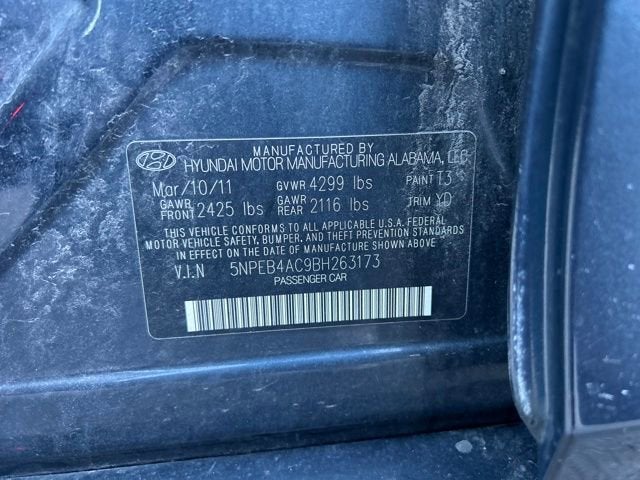 MANUFACTURED BY
HYUNDAI MOTOR MANUFACTURING ALABAMA, LLC
Mar/10/11 GVWR 4299 lbs PAINT T3
GAWR FRONT 2425 lbs GAWR REAR 2116 lbs TRIM YD
THIS VEHICLE CONFORMS TO ALL APPLICABLE U.S.A. FEDERAL
MOTOR VEHICLE SAFETY, BUMPER, AND THEFT PREVENTION STANDARDS
IN EFFECT ON THE DATE OF MANUFACTURE SHOWN ABOVE.
V.I.N 5NPEB4AC9BH263173
PASSENGER CAR